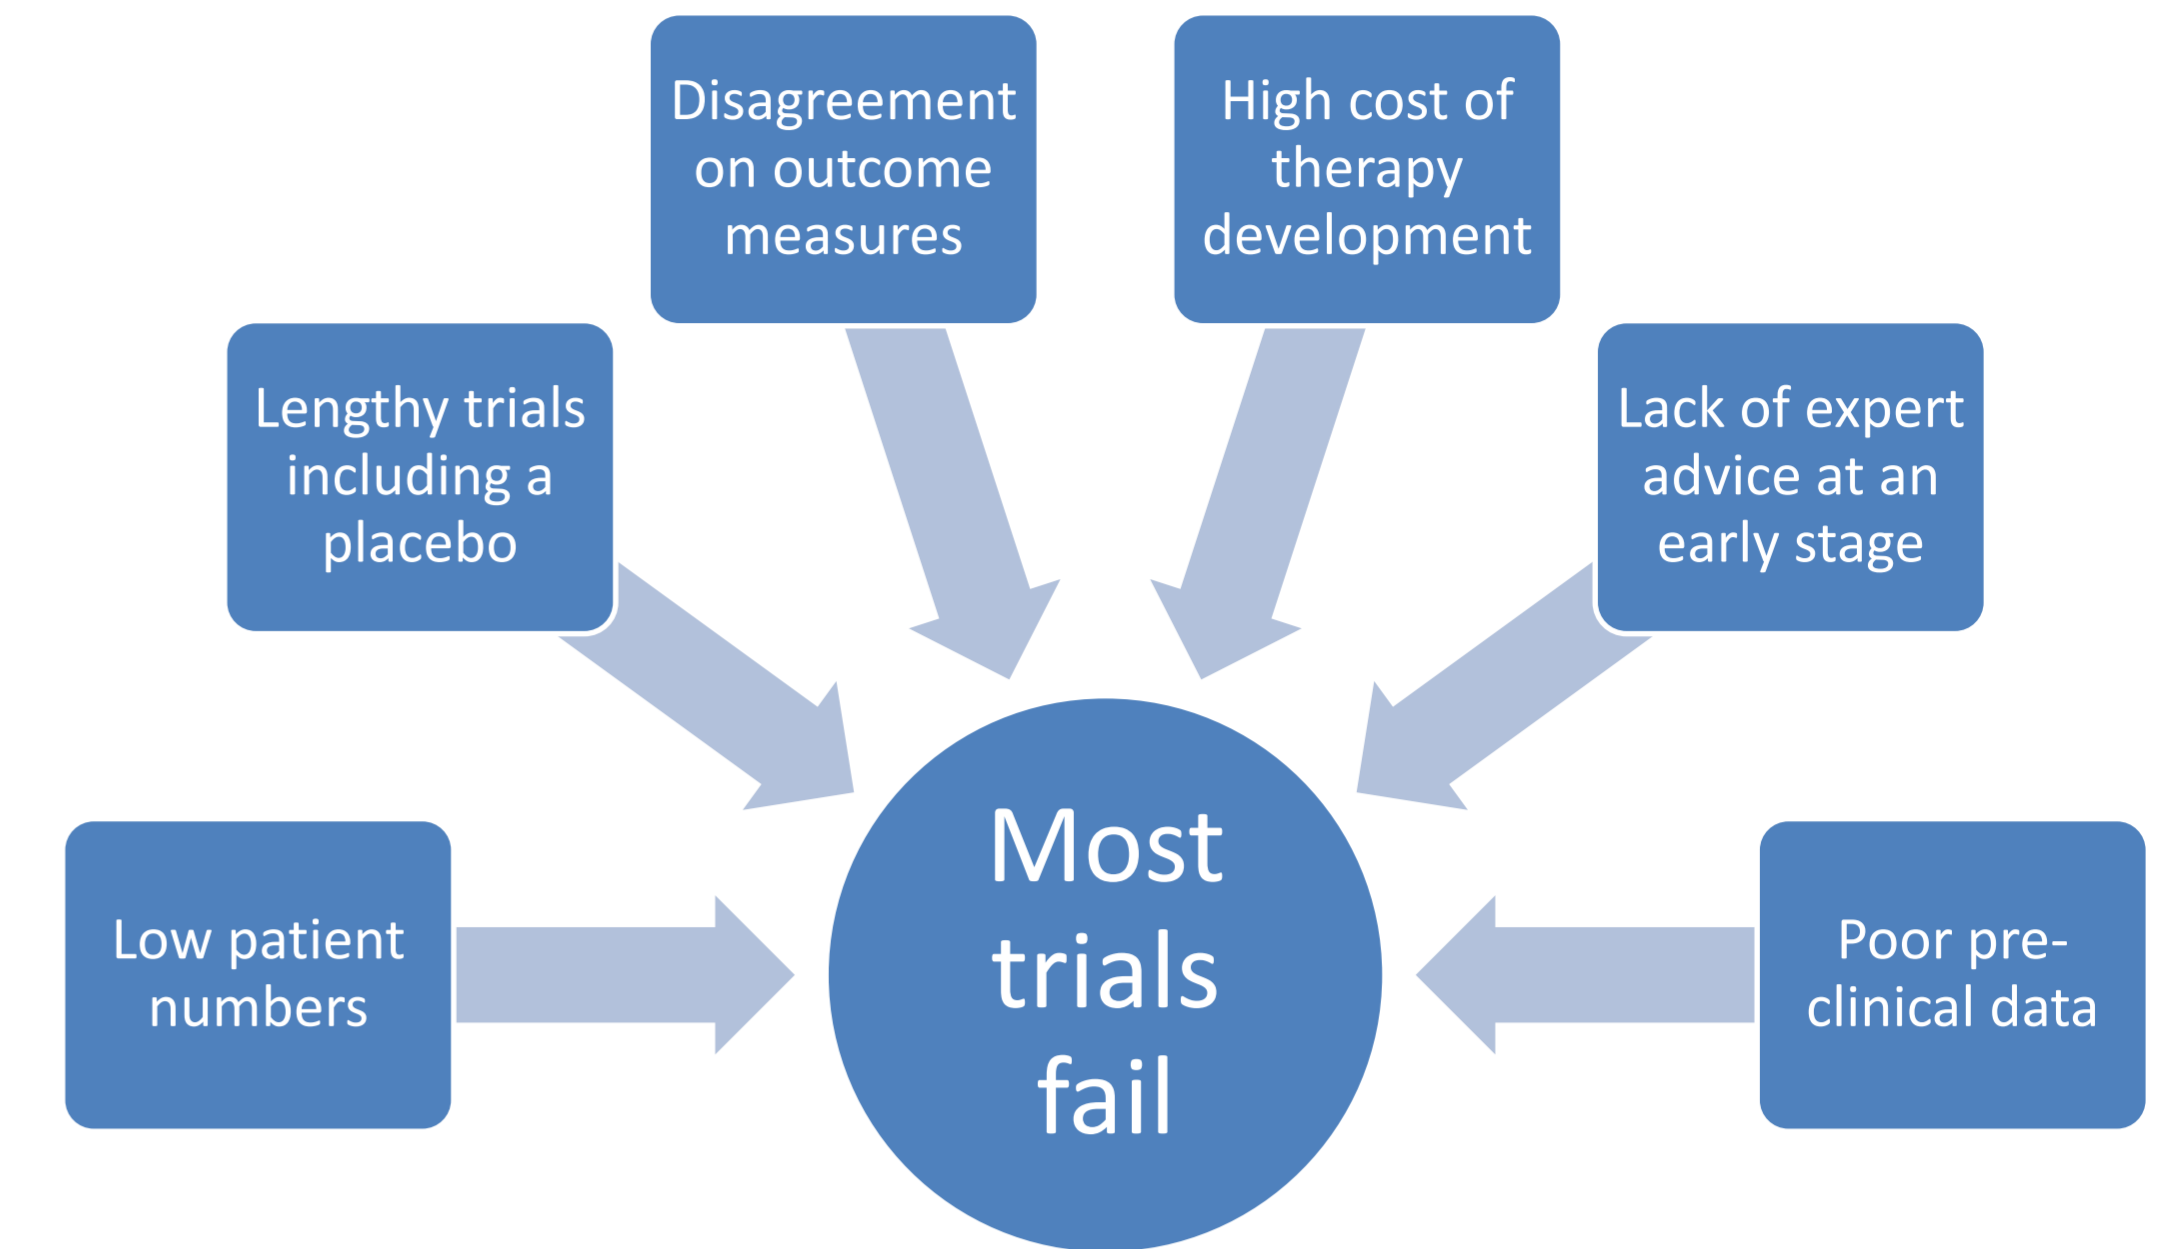 Disagreement
on outcome
measures
High cost of
therapy
development
Lengthy trials
including a
placebo
Lack of expert
advice at an
early stage
Low patient
numbers
Most
trials
fail
Poor pre-
clinical data